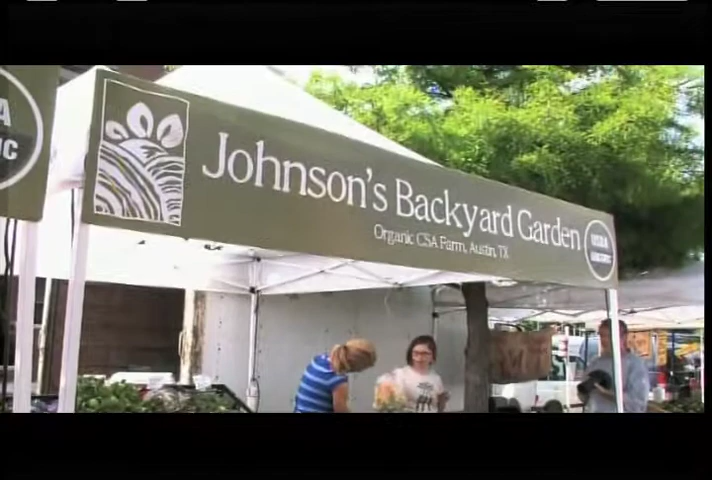 Johnson's Backyard Garden
Organic CSA Farm, Austin, TX
USDA
ORGANIC